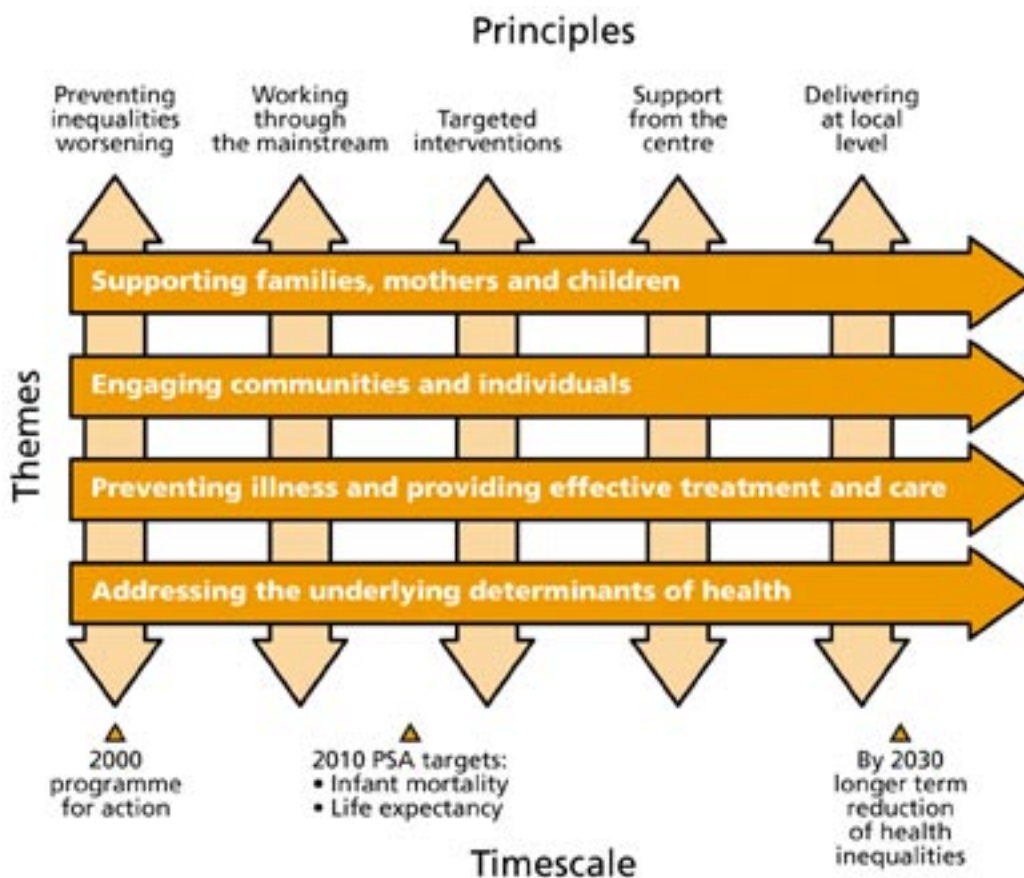 Principles
Preventing
inequalities
worsening
Working
through
the mainstream
Targeted
interventions
Support
from the
centre
Delivering
at local
level
Themes
Supporting families, mothers and children
Engaging communities and individuals
Preventing illness and providing effective treatment and care
Addressing the underlying determinants of health
2000
programme
for action
2010 PSA targets:
• Infant mortality
• Life expectancy
By 2030
longer term
reduction
of health
inequalities
Timescale